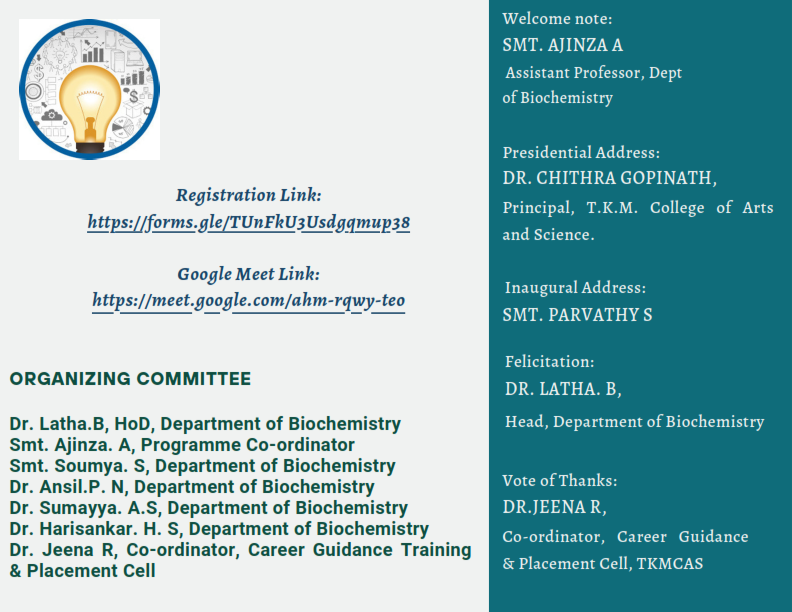 Registration Link:
https://forms.gle/TUnFkU3Usdgqmup38
Google Meet Link:
https://meet.google.com/ahm-rqwy-teo
ORGANIZING COMMITTEE
Dr. Latha.B, HoD, Department of Biochemistry
Smt. Ajinza. A, Programme Co-ordinator
Smt. Soumya. S, Department of Biochemistry
Dr. Ansil.P. N, Department of Biochemistry
Dr. Sumayya. A.S, Department of Biochemistry
Dr. Harisankar. H. S, Department of Biochemistry
Dr. Jeena R, Co-ordinator, Career Guidance Training
& Placement Cell
Welcome note:
SMT. AJINZA A
Assistant Professor, Dept
of Biochemistry
Presidential Address:
DR. CHITHRA GOPINATH,
Principal, T.K.M. College of Arts
and Science.
Inaugural Address:
SMT. PARVATHY S
Felicitation:
DR. LATHA. B,
Head, Department of Biochemistry
Vote of Thanks:
DR.JEENA R,
Co-ordinator, Career Guidance
& Placement Cell, TKMCAS